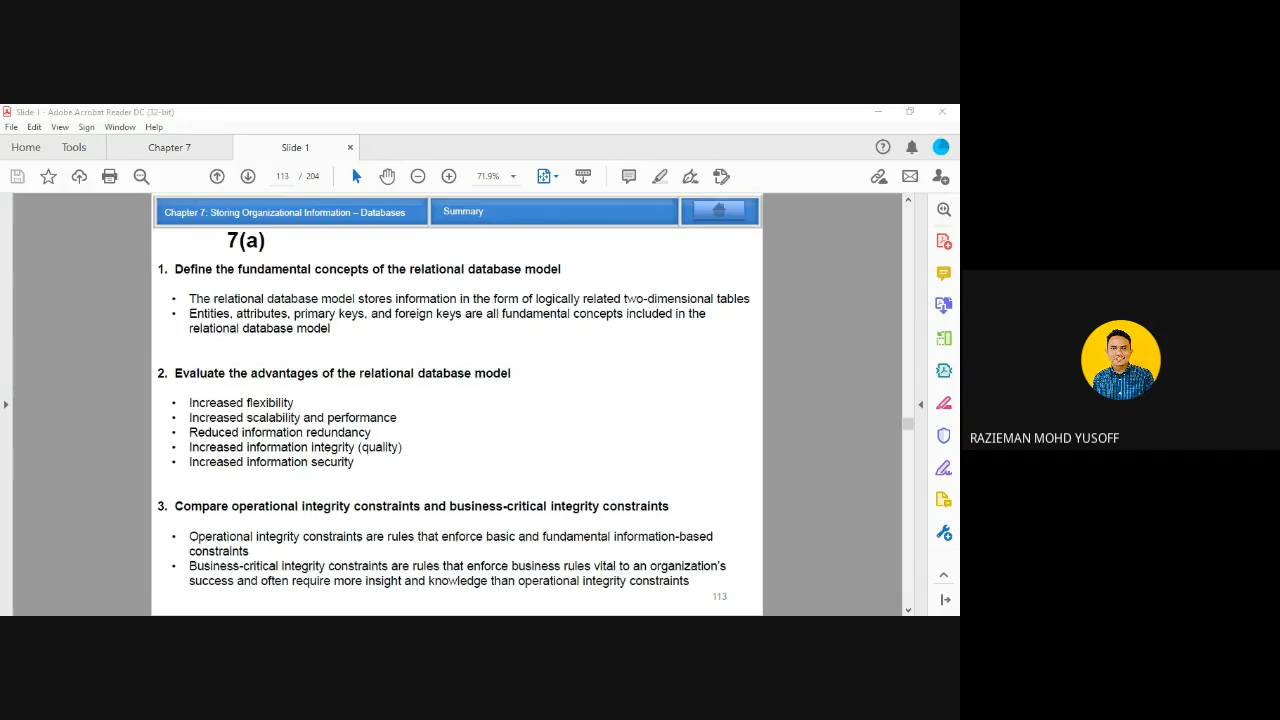 Slide 1 - Adobe Acrobat Reader DC (32-bit)
File Edit View Sign Window Help
Home Tools Chapter 7 Slide 1
113 / 204 71.9%
Chapter 7: Storing Organizational Information – Databases Summary
7(a)
1. Define the fundamental concepts of the relational database model
• The relational database model stores information in the form of logically related two-dimensional tables
• Entities, attributes, primary keys, and foreign keys are all fundamental concepts included in the
relational database model
2. Evaluate the advantages of the relational database model
• Increased flexibility
• Increased scalability and performance
• Reduced information redundancy
• Increased information integrity (quality)
• Increased information security
3. Compare operational integrity constraints and business-critical integrity constraints
• Operational integrity constraints are rules that enforce basic and fundamental information-based
constraints
• Business-critical integrity constraints are rules that enforce business rules vital to an organization's
success and often require more insight and knowledge than operational integrity constraints
113
RAZIEMAN MOHD YUSOFF